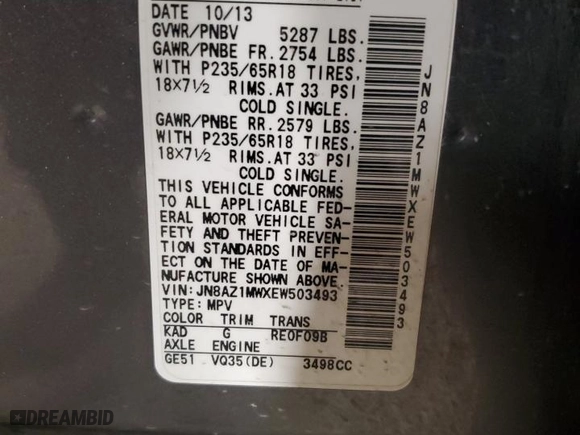 DATE 10/13
GVWR/PNBV 5287 LBS.
GAWR/PNBE FR. 2754 LBS.
WITH P235/65R18 TIRES,
18X7½ RIMS. AT 33 PSI
COLD SINGLE.
GAWR/PNBE RR. 2579 LBS.
WITH P235/65R18 TIRES,
18X7½ RIMS. AT 33 PSI
COLD SINGLE.
THIS VEHICLE CONFORMS
TO ALL APPLICABLE FED-
ERAL MOTOR VEHICLE SA-
FETY AND THEFT PREVEN-
TION STANDARDS IN EFF-
ECT ON THE DATE OF MA-
NUFACTURE SHOWN ABOVE.
VIN: JN8AZ1MWXEW503493
TYPE: MPV
COLOR TRIM TRANS
KAD G RE0F09B
AXLE ENGINE
GE51 VQ35(DE) 3498CC
JN8AZ1MWXEW503493
DREAMBID